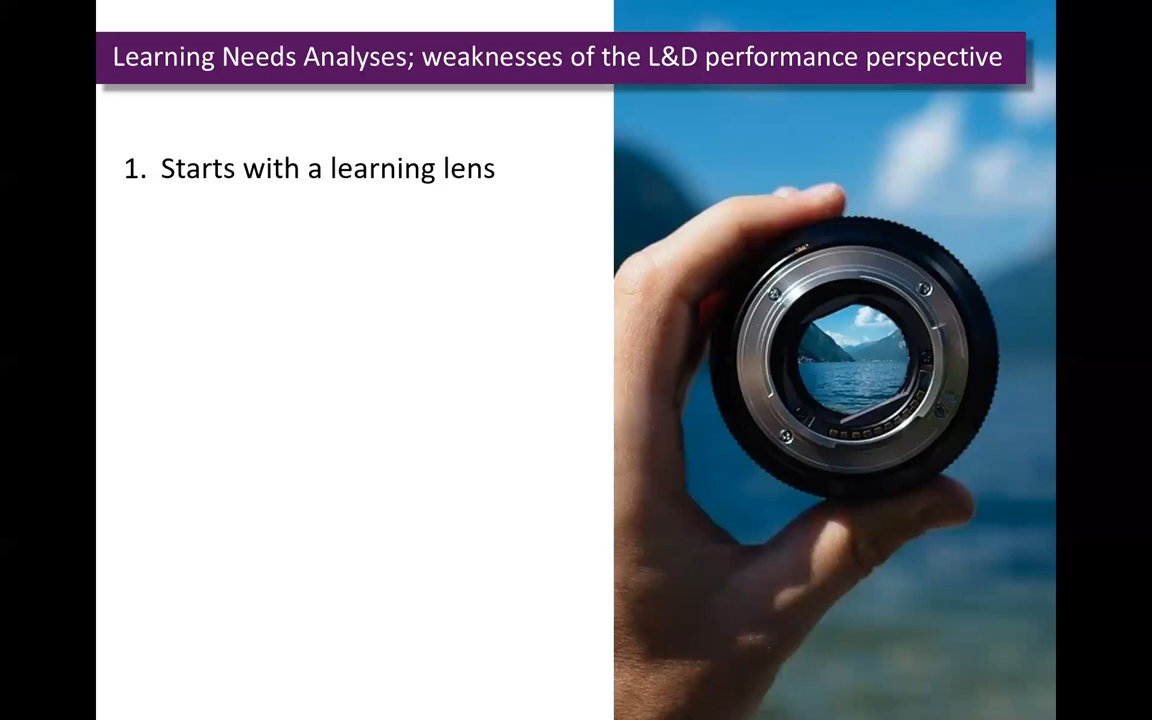 Learning Needs Analyses; weaknesses of the L&D performance perspective
1. Starts with a learning lens